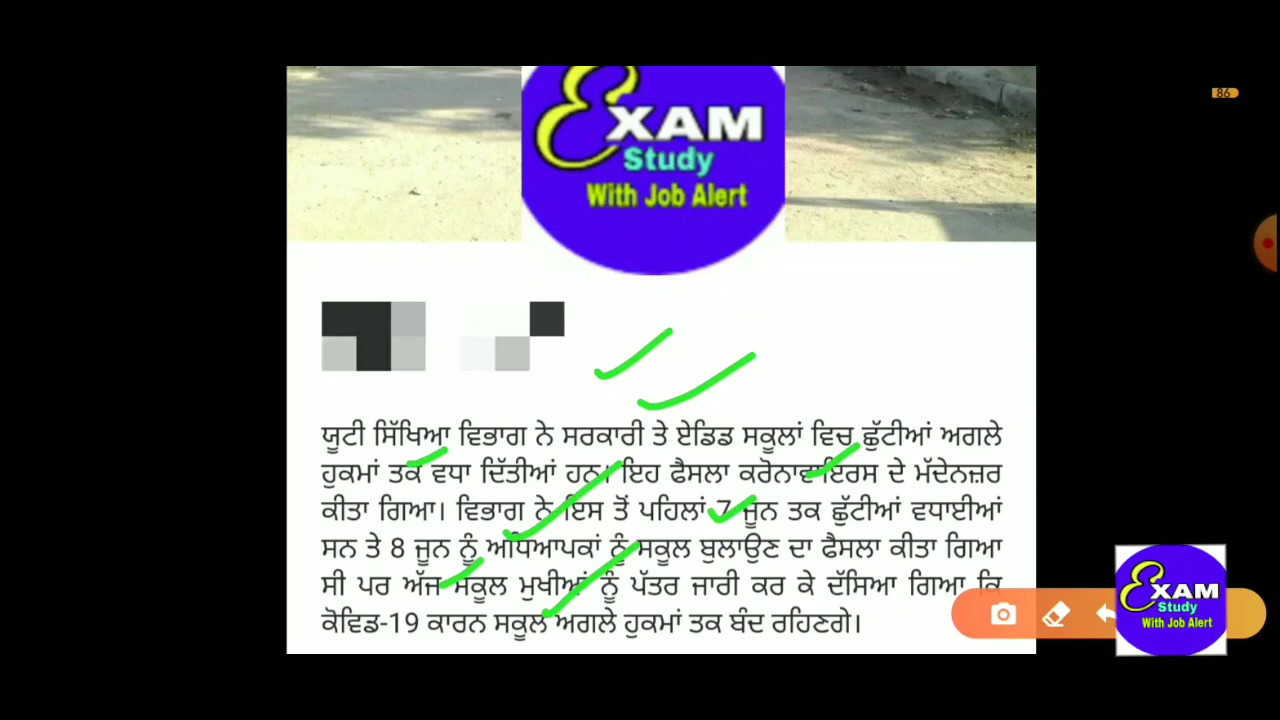 86
EXAM
Study
With Job Alert
ਯੂਟੀ ਸਿੱਖਿਆ ਵਿਭਾਗ ਨੇ ਸਰਕਾਰੀ ਤੇ ਏਡਿਡ ਸਕੂਲਾਂ ਵਿਚ ਛੁੱਟੀਆਂ ਅਗਲੇ
ਹੁਕਮਾਂ ਤਕ ਵਧਾ ਦਿੱਤੀਆਂ ਹਨ। ਇਹ ਫੈਸਲਾ ਕਰੋਨਾਵਾਇਰਸ ਦੇ ਮੱਦੇਨਜ਼ਰ
ਕੀਤਾ ਗਿਆ। ਵਿਭਾਗ ਨੇ ਇਸ ਤੋਂ ਪਹਿਲਾਂ 7 ਜੂਨ ਤਕ ਛੁੱਟੀਆਂ ਵਧਾਈਆਂ
ਸਨ ਤੇ 8 ਜੂਨ ਨੂੰ ਅਧਿਆਪਕਾਂ ਨੂੰ ਸਕੂਲ ਬੁਲਾਉਣ ਦਾ ਫੈਸਲਾ ਕੀਤਾ ਗਿਆ
ਸੀ ਪਰ ਅੱਜ ਸਕੂਲ ਮੁਖੀਆਂ ਨੂੰ ਪੱਤਰ ਜਾਰੀ ਕਰ ਕੇ ਦੱਸਿਆ ਗਿਆ ਕਿ
ਕੋਵਿਡ-19 ਕਾਰਨ ਸਕੂਲ ਅਗਲੇ ਹੁਕਮਾਂ ਤਕ ਬੰਦ ਰਹਿਣਗੇ।
EXAM
Study
With Job Alert